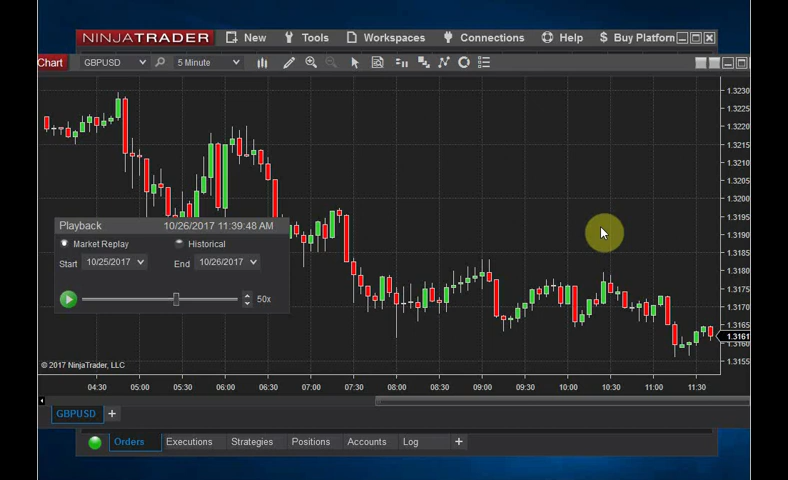 NINJATRADER New Tools Workspaces Connections Help $ Buy Platform
Chart GBPUSD 5 Minute
1.3230
1.3225
1.3220
1.3215
1.3210
1.3205
1.3200
1.3195
1.3190
1.3185
1.3180
1.3175
1.3170
1.3165
1.3161
1.3160
1.3155
Playback 10/26/2017 11:39:48 AM
Market Replay Historical
Start 10/25/2017 End 10/26/2017
50x
© 2017 NinjaTrader, LLC
04:30 05:00 05:30 06:00 06:30 07:00 07:30 08:00 08:30 09:00 09:30 10:00 10:30 11:00 11:30
GBPUSD +
Orders Executions Strategies Positions Accounts Log +